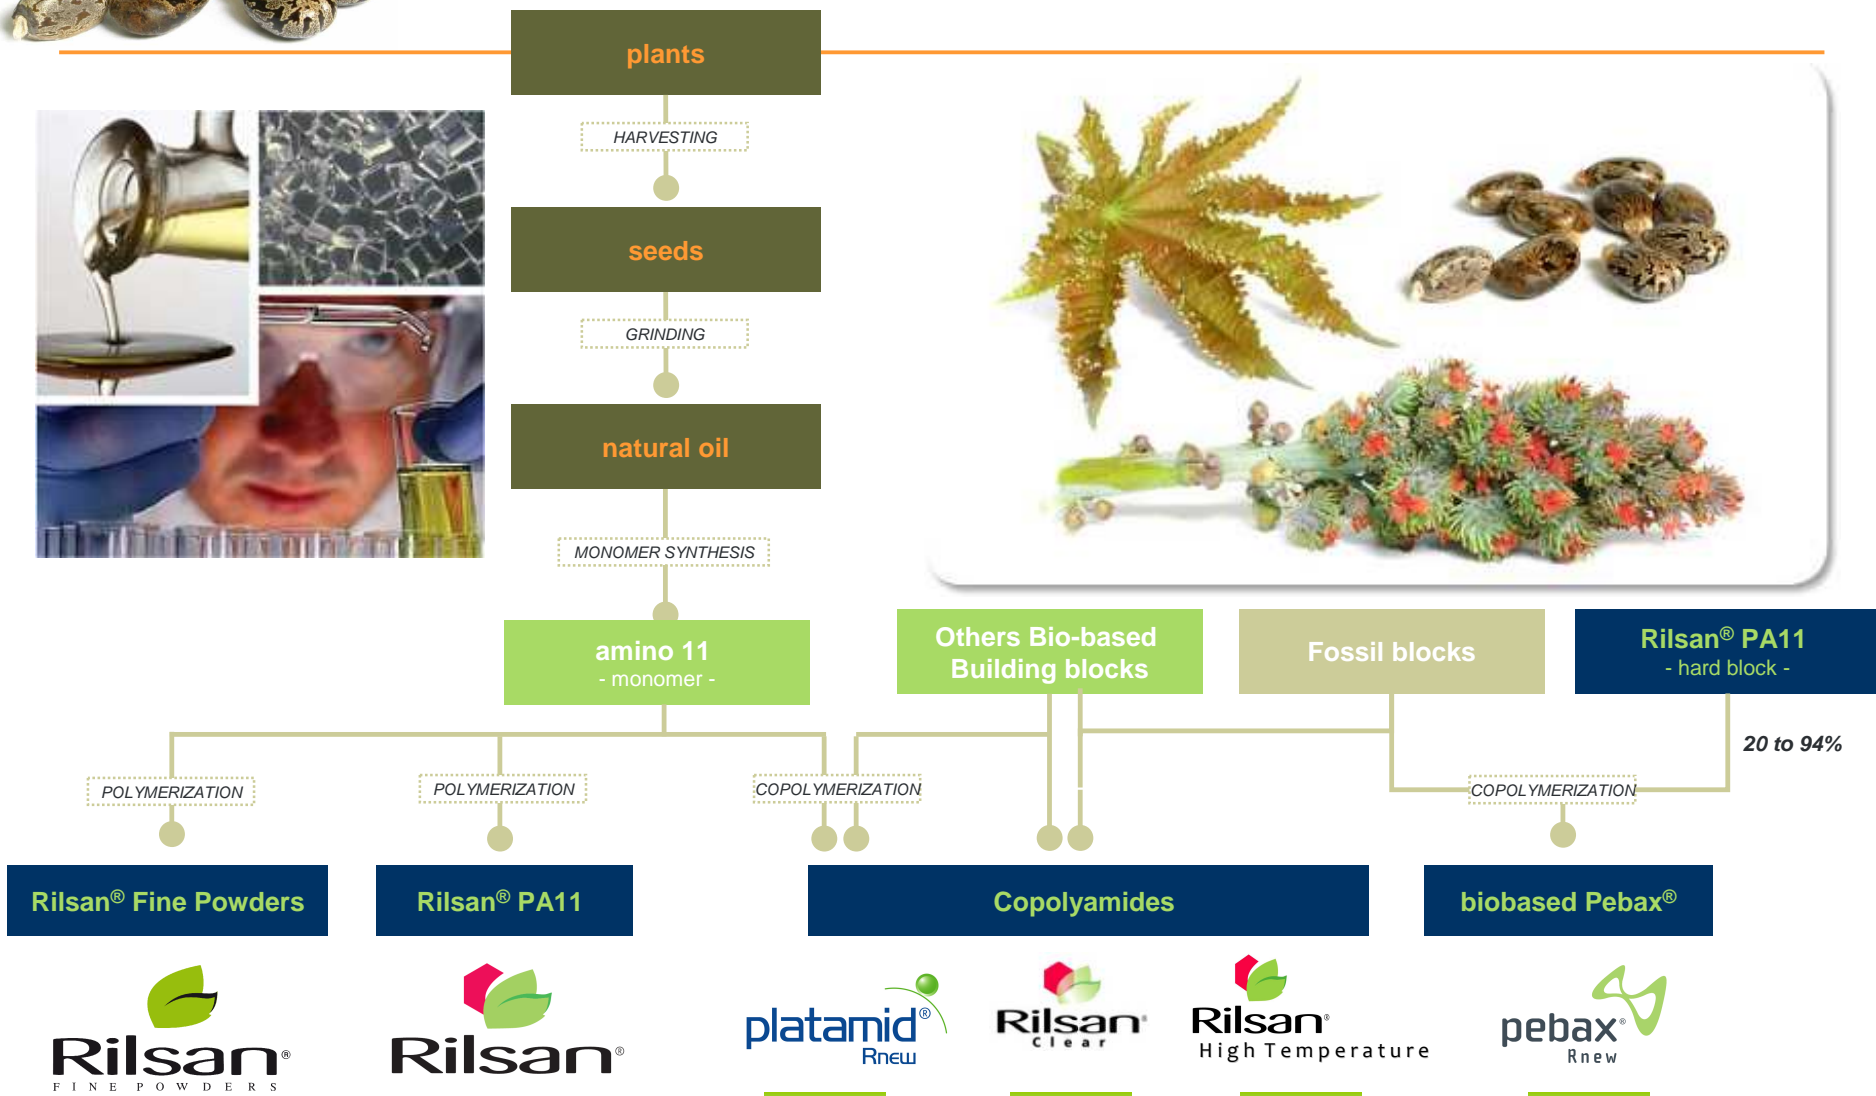 plants
HARVESTING
seeds
GRINDING
natural oil
MONOMER SYNTHESIS
amino 11
- monomer -
Others Bio-based
Building blocks
Fossil blocks
Rilsan® PA11
- hard block -
20 to 94%
POLYMERIZATION
POLYMERIZATION
COPOLYMERIZATION
COPOLYMERIZATION
Rilsan® Fine Powders
Rilsan® PA11
Copolyamides
biobased Pebax®
Rilsan®
FINE POWDERS
Rilsan®
platamid®
Rnew
Rilsan®
Clear
Rilsan®
High Temperature
pebax®
Rnew